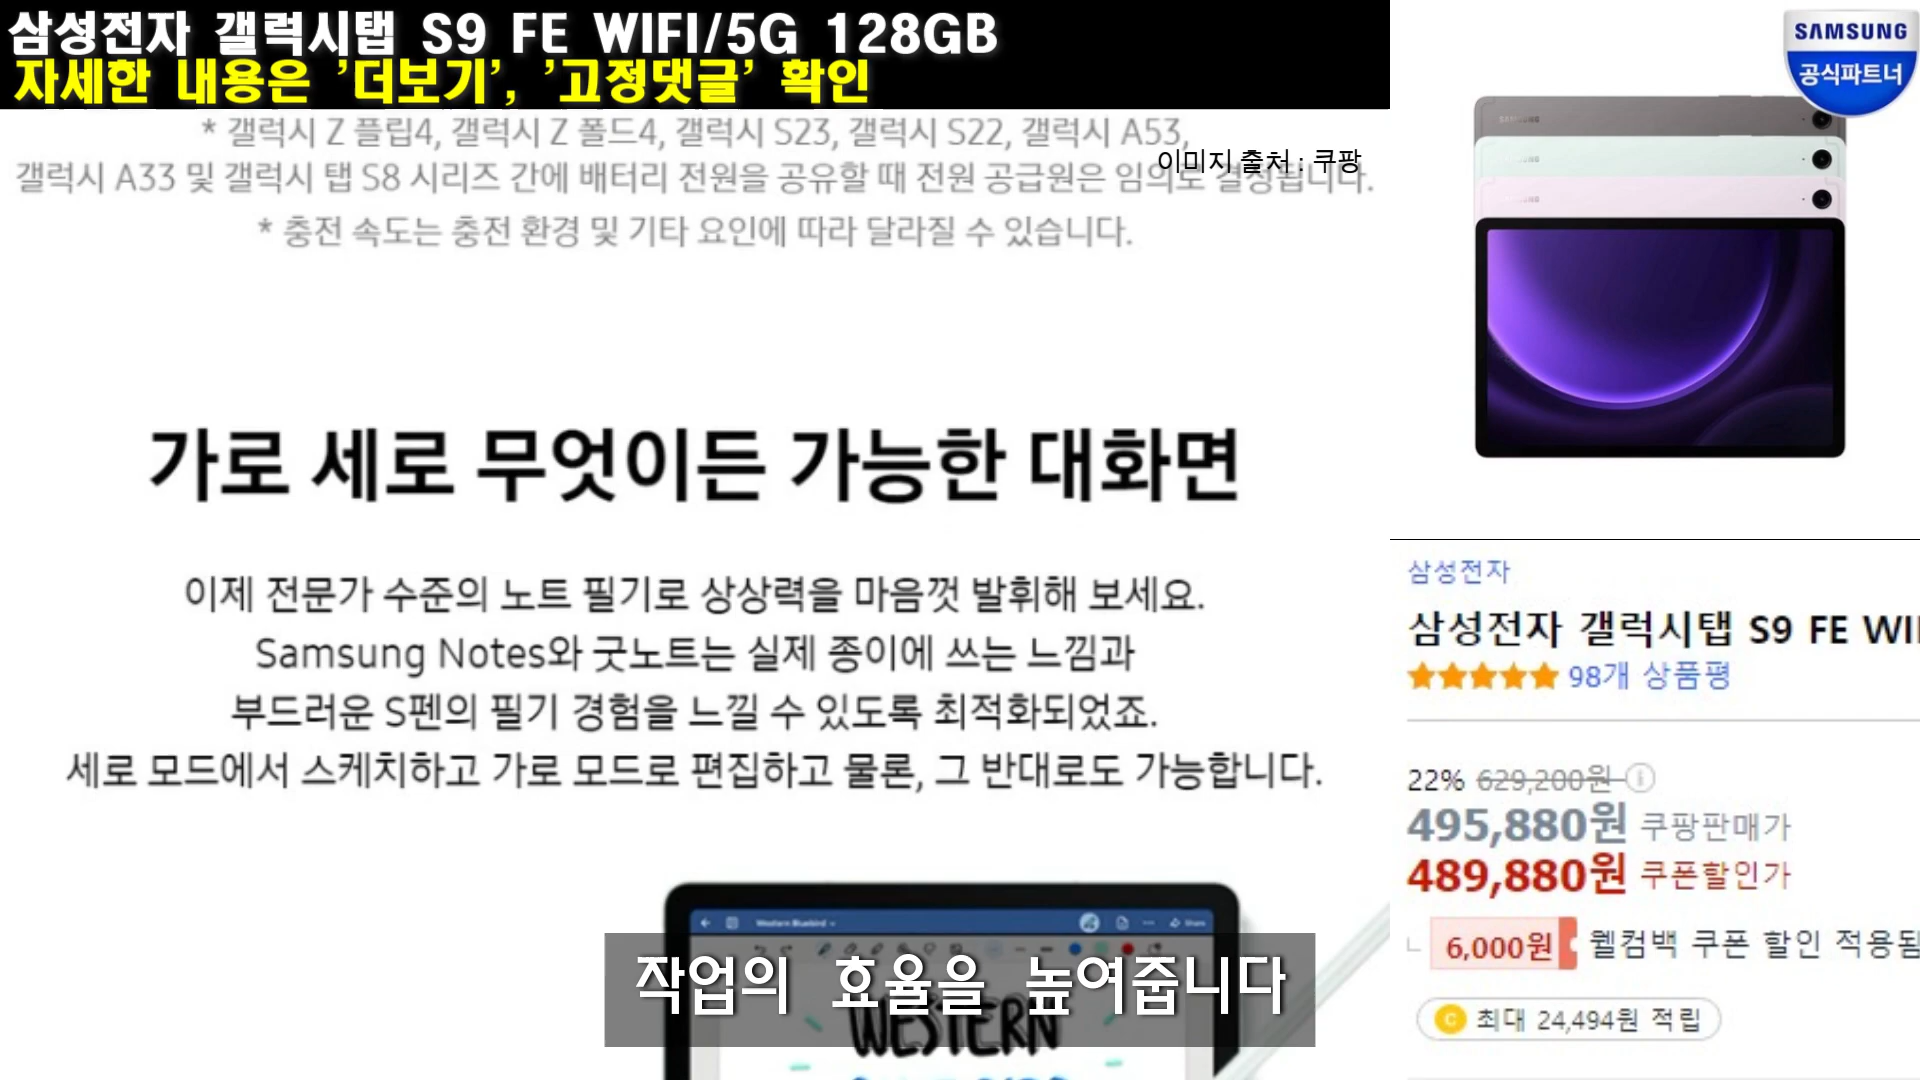 삼성전자 갤럭시탭 S9 FE WIFI/5G 128GB
자세한 내용은 '더보기', '고정댓글' 확인
* 갤럭시 Z 플립4, 갤럭시 Z 폴드4, 갤럭시 S23, 갤럭시 S22, 갤럭시 A53,
이미지 출처 : 쿠팡
갤럭시 A33 및 갤럭시 탭 S8 시리즈 간에 배터리 전원을 공유할 때 전원 공급원은 임의로 결정됩니다.
* 충전 속도는 충전 환경 및 기타 요인에 따라 달라질 수 있습니다.
가로 세로 무엇이든 가능한 대화면
이제 전문가 수준의 노트 필기로 상상력을 마음껏 발휘해 보세요.
Samsung Notes와 굿노트는 실제 종이에 쓰는 느낌과
부드러운 S펜의 필기 경험을 느낄 수 있도록 최적화되었죠.
세로 모드에서 스케치하고 가로 모드로 편집하고 물론, 그 반대로도 가능합니다.
Western Bluebird
Share
작업의 효율을 높여줍니다
WESTERN
SAMSUNG
공식파트너
SAMSUNG
SAMSUNG
SAMSUNG
삼성전자
삼성전자 갤럭시탭 S9 FE WI
98개 상품평
22% 629,200원
495,880원 쿠팡판매가
489,880원 쿠폰할인가
6,000원 웰컴백 쿠폰 할인 적용됨
C 최대 24,494원 적립